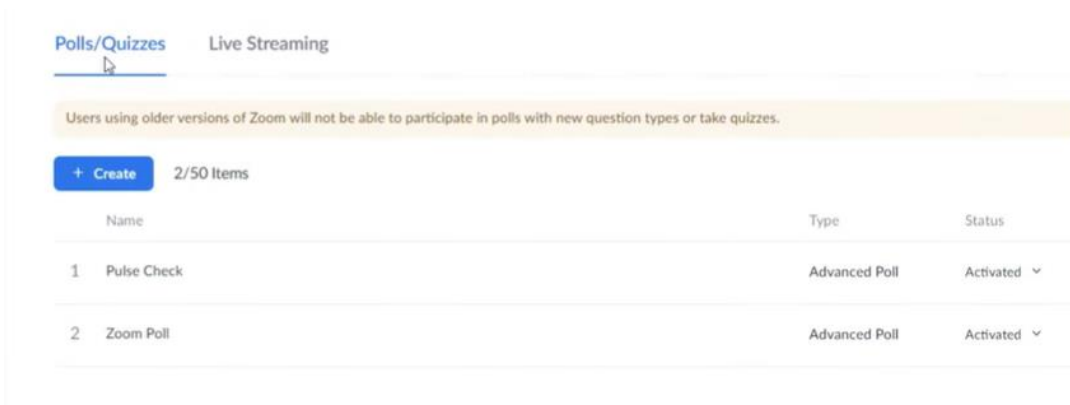 Polls/Quizzes Live Streaming
Users using older versions of Zoom will not be able to participate in polls with new question types or take quizzes.
+ Create 2/50 Items
Name Type Status
1 Pulse Check Advanced Poll Activated
2 Zoom Poll Advanced Poll Activated